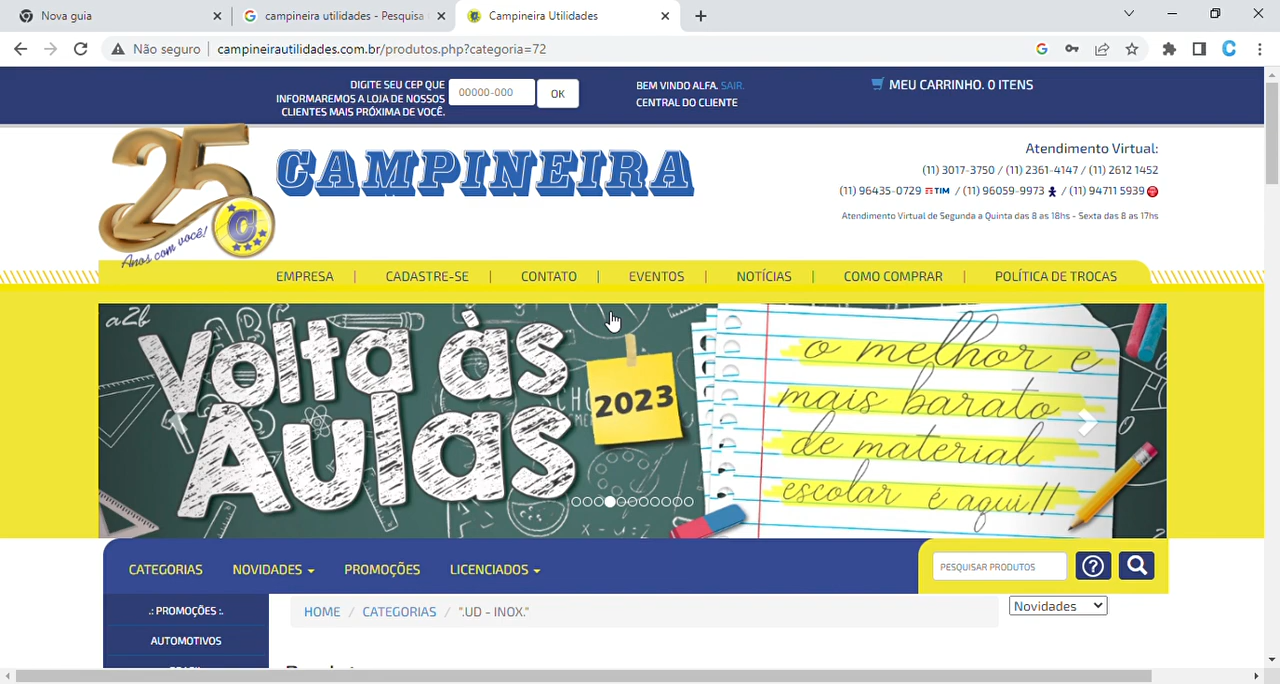 Nova guia
campineira utilidades - Pesquisa
Campineira Utilidades
Não seguro
campineirautilidades.com.br/produtos.php?categoria=72
DIGITE SEU CEP QUE
INFORMAREMOS A LOJA DE NOSSOS
CLIENTES MAIS PRÓXIMA DE VOCÊ.
00000-000
OK
BEM VINDO ALFA. SAIR.
CENTRAL DO CLIENTE
MEU CARRINHO. 0 ITENS
25
Anos com você!
C
CAMPINEIRA
Atendimento Virtual:
(11) 3017-3750 / (11) 2361-4147 / (11) 2612 1452
(11) 96435-0729 TIM / (11) 96059-9973 / (11) 94711 5939
Atendimento Virtual de Segunda a Quinta das 8 as 18hs - Sexta das 8 as 17hs
EMPRESA | CADASTRE-SE | CONTATO | EVENTOS | NOTÍCIAS | COMO COMPRAR | POLÍTICA DE TROCAS
a2b
Volta às
Aulas
2023
o melhor e
mais barato
de material
escolar é aqui!!
CATEGORIAS
NOVIDADES
PROMOÇÕES
LICENCIADOS
PESQUISAR PRODUTOS
.: PROMOÇÕES :.
HOME / CATEGORIAS / ".UD - INOX."
Novidades
AUTOMOTIVOS